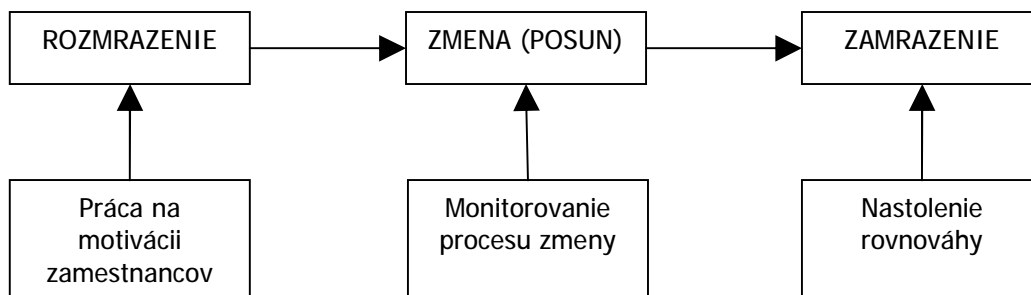 ROZMRAZENIE
ZMENA (POSUN)
ZAMRAZENIE
Práca na
motivácii
zamestnancov
Monitorovanie
procesu zmeny
Nastolenie
rovnováhy